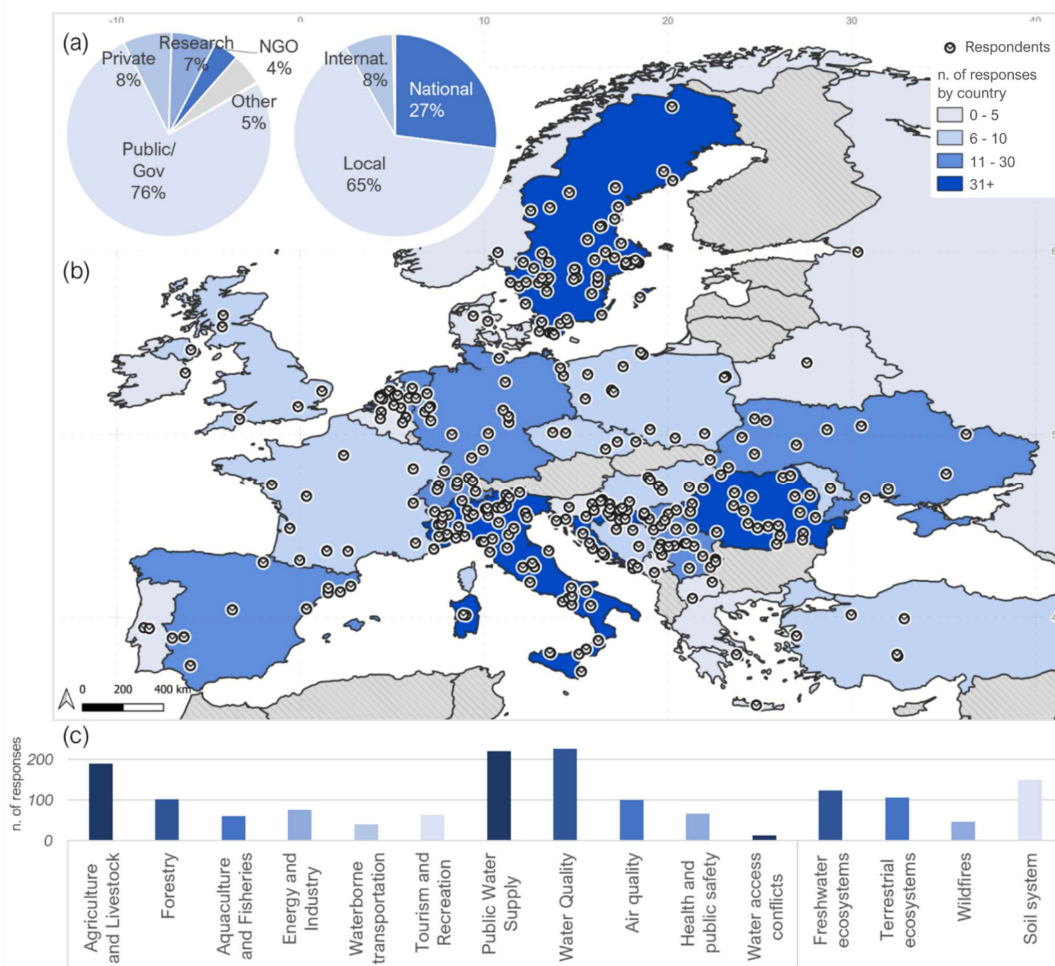 -10
0
10
20
30
40
(a)
Private
8%
Research
7%
NGO
4%
Other
5%
Public/
Gov
76%
Internat.
8%
National
27%
Local
65%
Respondents
n. of responses
by country
0 - 5
6 - 10
11 - 30
31+
(b)
6
5
4
0 200 400 km
(c)
n. of responses
200
100
0
Agriculture
and Livestock
Forestry
Aquaculture
and Fisheries
Energy and
Industry
Waterborne
transportation
Tourism and
Recreation
Public Water
Supply
Water Quality
Air quality
Health and
public safety
Water access
conflicts
Freshwater
ecosystems
Terrestrial
ecosystems
Wildfires
Soil system